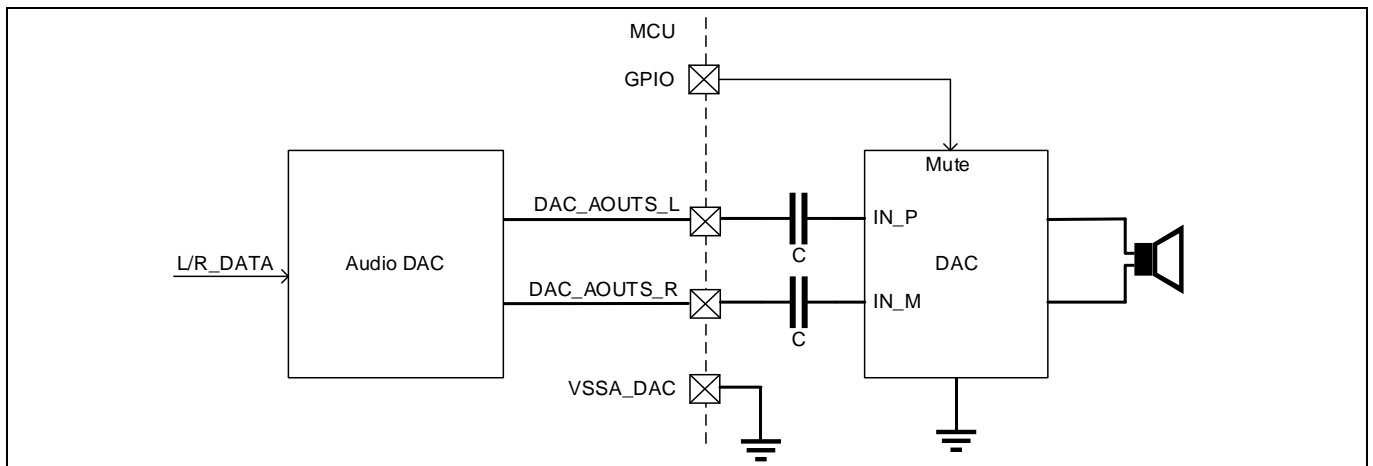 MCU
GPIO
Mute
DAC_AOUTS_L
IN_P
C
L/R_DATA
Audio DAC
DAC
DAC_AOUTS_R
IN_M
C
VSSA_DAC